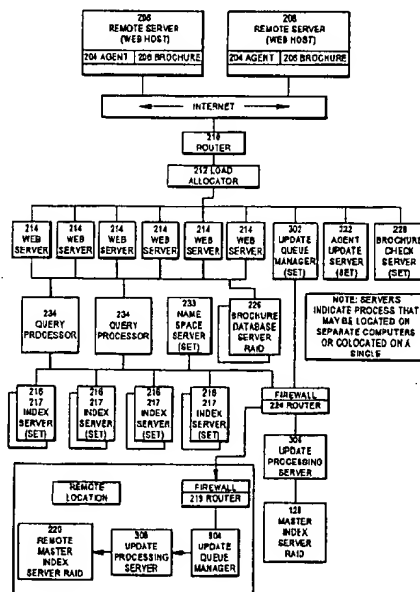 208
REMOTE SERVER
(WEB HOST)
204 AGENT 206 BROCHURE
208
REMOTE SERVER
(WEB HOST)
204 AGENT 206 BROCHURE
INTERNET
210
ROUTER
212 LOAD
ALLOCATOR
214
WEB
SERVER
214
WEB
SERVER
214
WEB
SERVER
214
WEB
SERVER
214
WEB
SERVER
214
WEB
SERVER
302
UPDATE
QUEUE
MANAGER
(SET)
222
AGENT
UPDATE
SERVER
(SET)
228
BROCHURE
CHECK
SERVER
(SET)
234
QUERY
PROCESSOR
234
QUERY
PROCESSOR
233
NAME
SPACE
SERVER
(SET)
226
BROCHURE
DATABASE
SERVER
RAID
NOTE: SERVERS
INDICATE PROCESS THAT
MAY BE LOCATED ON
SEPARATE COMPUTERS
OR COLOCATED ON A
SINGLE
216
217 INDEX
SERVER
(SET)
216
217 INDEX
SERVER
(SET)
216
217 INDEX
SERVER
(SET)
216
217 INDEX
SERVER
(SET)
FIREWALL
224 ROUTER
UPDATE
PROCESSING
SERVER
MASTER
INDEX
SERVER RAID
REMOTE
LOCATION
FIREWALL
219 ROUTER
220
REMOTE
MASTER
INDEX
SERVER RAID
306
UPDATE
PROCESSING
SERVER
304
UPDATE
QUEUE
MANAGER